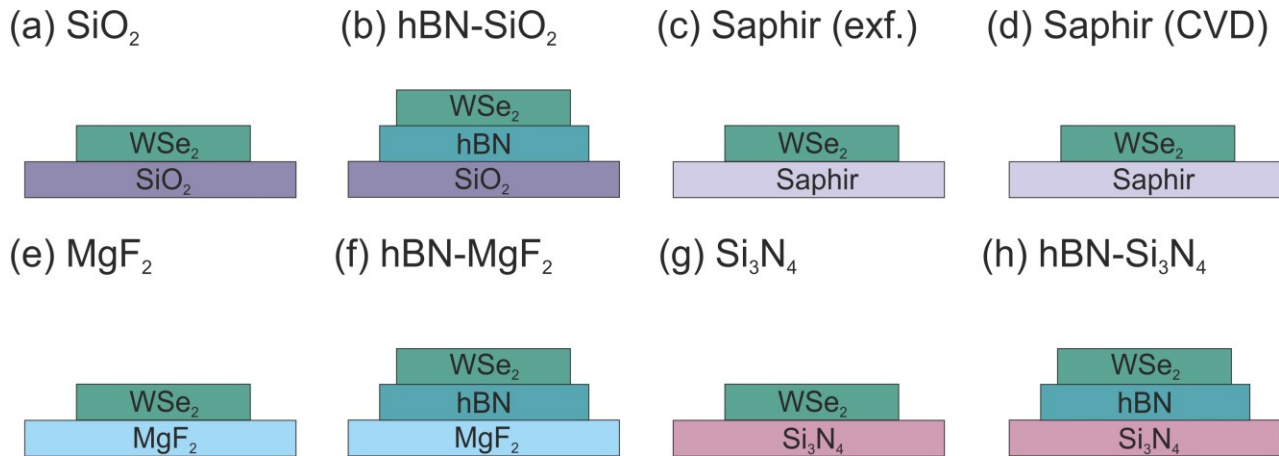 (a) SiO₂ (b) hBN-SiO₂ (c) Saphir (exf.) (d) Saphir (CVD)
WSe₂
WSe₂ hBN WSe₂ WSe₂
SiO₂ SiO₂ Saphir Saphir
(e) MgF₂ (f) hBN-MgF₂ (g) Si₃N₄ (h) hBN-Si₃N₄
WSe₂ WSe₂
WSe₂ hBN WSe₂ hBN
MgF₂ MgF₂ Si₃N₄ Si₃N₄